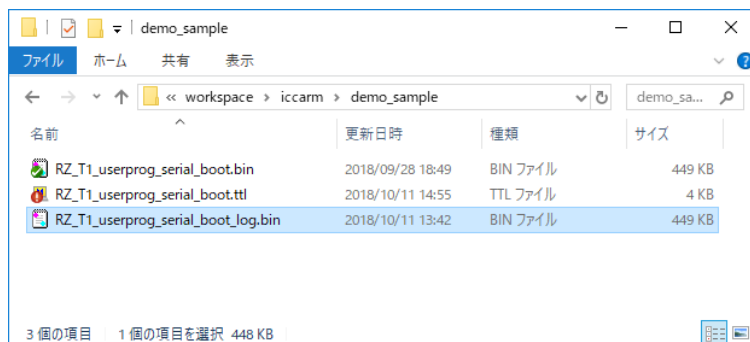 demo_sample
ファイル ホーム 共有 表示
« workspace > iccarm > demo_sample demo_sa...
名前 更新日時 種類 サイズ
RZ_T1_userprog_serial_boot.bin 2018/09/28 18:49 BIN ファイル 449 KB
RZ_T1_userprog_serial_boot.ttl 2018/10/11 14:55 TTL ファイル 4 KB
RZ_T1_userprog_serial_boot_log.bin 2018/10/11 13:42 BIN ファイル 449 KB
3 個の項目 1 個の項目を選択 448 KB